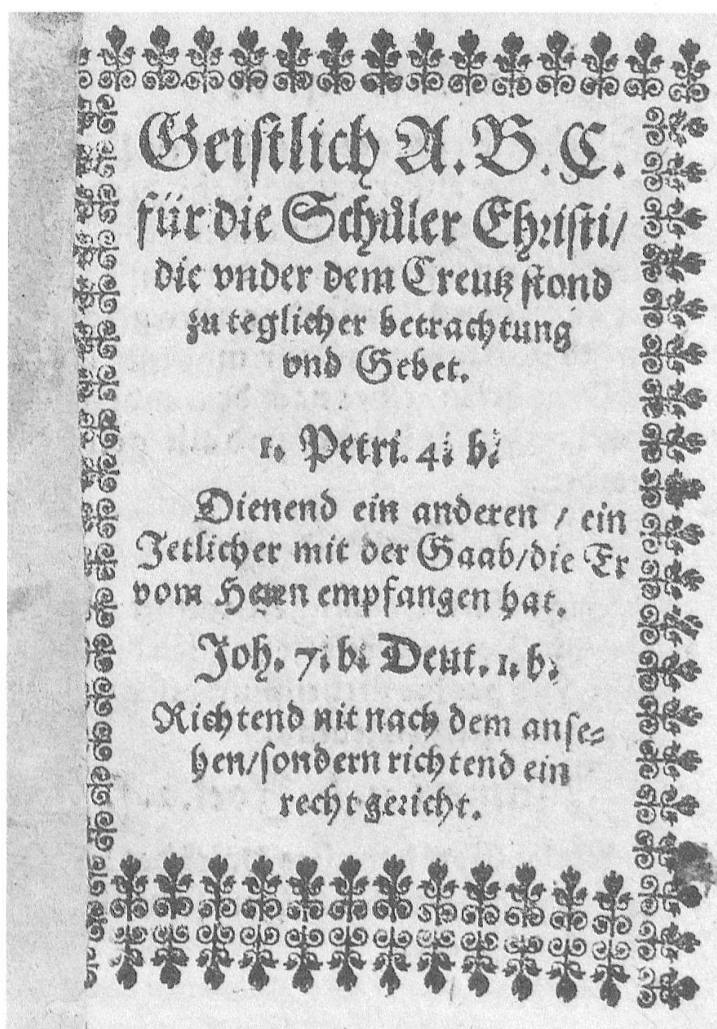 Geistlich A. B. C.
für die Schůler Christi/
die vnder dem Creutz stond
zu teglicher betrachtung
vnd Gebet.
1. Petri. 4. b.
Dienend ein anderen / ein
Jetlicher mit der Gaab/die Er
vom Herren empfangen hat.
Joh. 7. b. Deut. 1. b.
Richtend nit nach dem anse⸗
hen/sondern richtend ein
recht gericht.